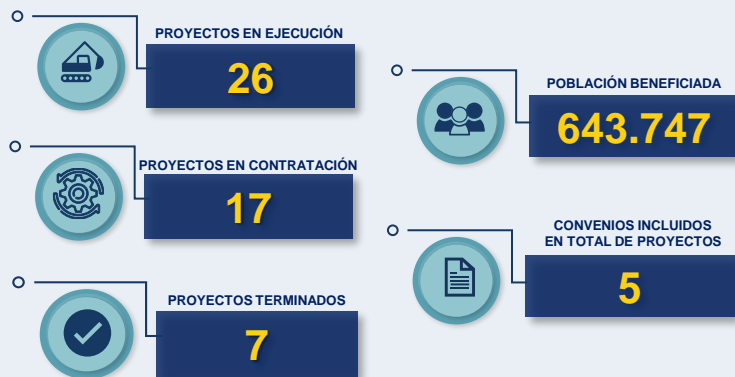 PROYECTOS EN EJECUCIÓN
26
PROYECTOS EN CONTRATACIÓN
17
PROYECTOS TERMINADOS
7
POBLACIÓN BENEFICIADA
643.747
CONVENIOS INCLUIDOS
EN TOTAL DE PROYECTOS
5